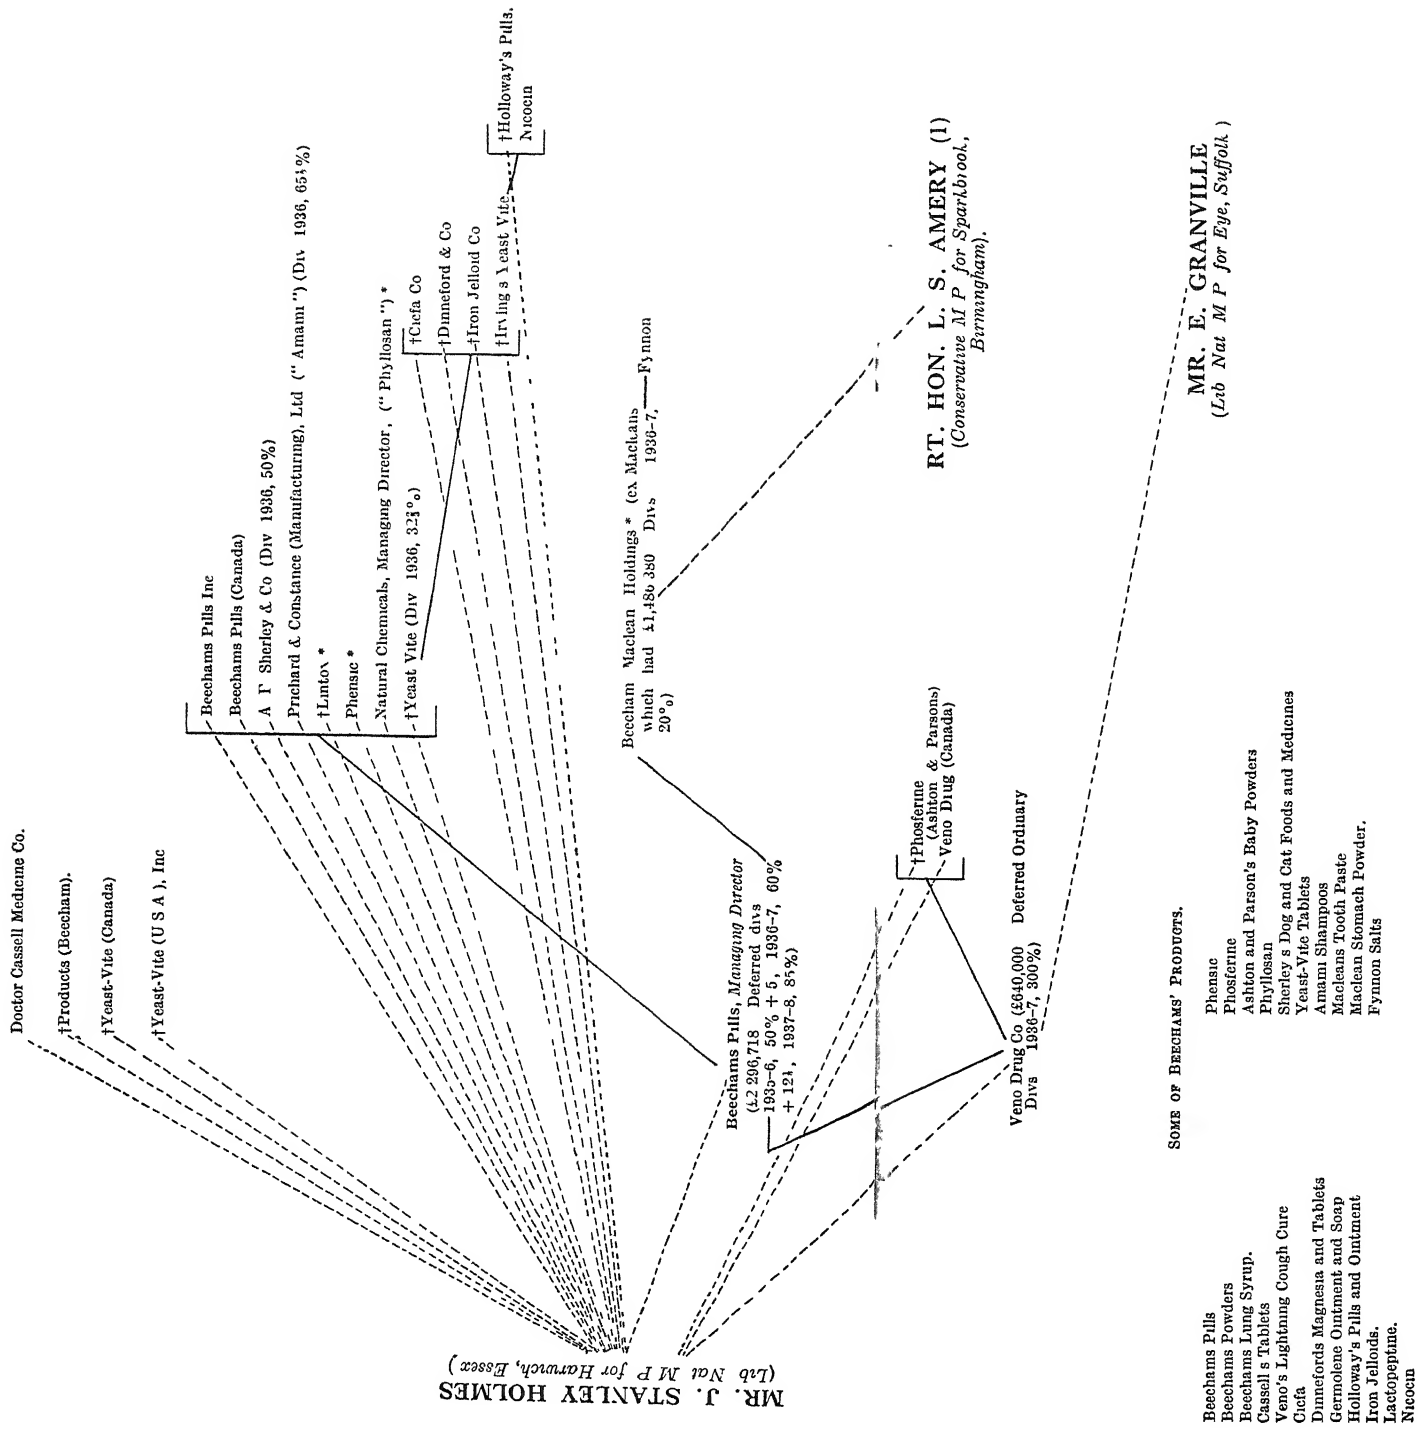 Doctor Cassell Medicine Co.
†Products (Beecham).
†Yeast-Vite (Canada)
†Yeast-Vite (U S A ), Inc
Beechams Pills Inc
Beechams Pills (Canada)
A F Sherley & Co (Div 1936, 50%)
Prichard & Constance (Manufacturing), Ltd (“ Amami ”) (Div 1936, 65½%)
†Lintox *
Phensic *
Natural Chemicals, Managing Director, (“ Phyllosan ”) *
†Yeast Vite (Div 1936, 32½%)
†Cicfa Co
†Dinneford & Co
†Iron Jelloid Co
†Irving s Yeast Vite
†Holloway's Pills.
Nicocin
MR. J. STANLEY HOLMES
(Lib Nat M P for Harwich, Essex )
Beechams Pills, Managing Director
(£2 296,718 Deferred divs
1935-6, 50% + 5, 1936-7, 60%
+ 12½, 1937-8, 85%)
Beecham Maclean Holdings * (ex Macleans
which had £1,486 380 Divs 1936-7,
20%)
Fynnon
RT. HON. L. S. AMERY (1)
(Conservative M P for Sparkbrook,
Birmingham).
†Phosferine
(Ashton & Parsons)
Veno Drug (Canada)
Veno Drug Co (£640,000 Deferred Ordinary
Divs 1936-7, 300%)
MR. E. GRANVILLE
(Lib Nat M P for Eye, Suffolk )
SOME OF BEECHAMS' PRODUCTS.
Beechams Pills
Beechams Powders
Beechams Lung Syrup.
Cassell s Tablets
Veno's Lightning Cough Cure
Cicfa
Dinnefords Magnesia and Tablets
Germolene Ointment and Soap
Holloway's Pills and Ointment
Iron Jelloids.
Lactopeptine.
Nicocin
Phensic
Phosferine
Ashton and Parson's Baby Powders
Phyllosan
Sherley s Dog and Cat Foods and Medicines
Yeast-Vite Tablets
Amami Shampoos
Macleans Tooth Paste
Maclean Stomach Powder.
Fynnon Salts